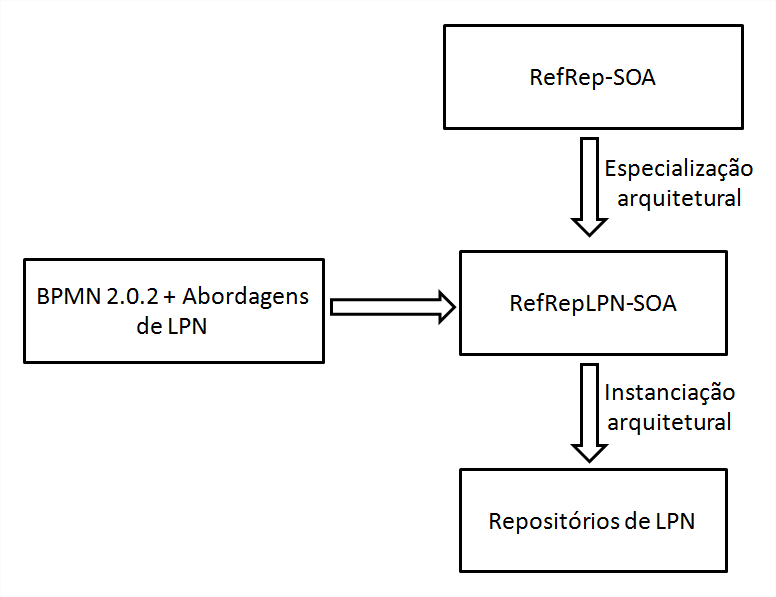 RefRep-SOA
Especialização
arquitetural
BPMN 2.0.2 + Abordagens
de LPN
RefRepLPN-SOA
Instanciação
arquitetural
Repositórios de LPN